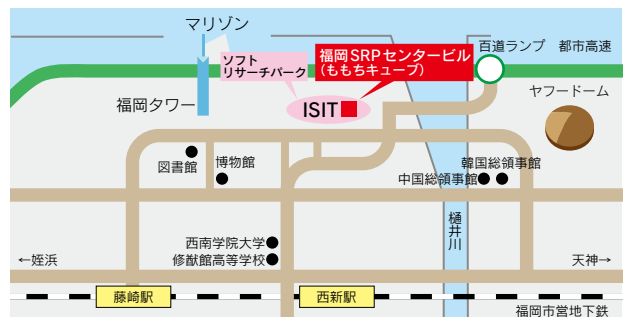 マリゾン
ソフト
リサーチパーク
福岡SRPセンタービル
(ももちキューブ)
百道ランプ 都市高速
福岡タワー
ISIT
ヤフードーム
図書館
博物館
韓国総領事館
中国総領事館
樋井川
西南学院大学
修猷館高等学校
←姪浜
天神→
藤崎駅
西新駅
福岡市営地下鉄